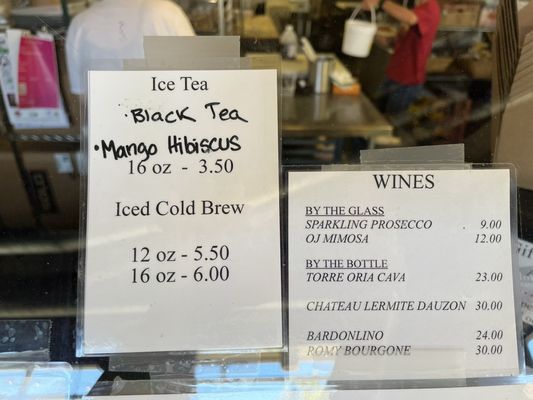 Ice Tea
· Black Tea
· Mango Hibiscus
16 oz - 3.50
Iced Cold Brew
12 oz - 5.50
16 oz - 6.00
WINES
BY THE GLASS
SPARKLING PROSECCO 9.00
OJ MIMOSA 12.00
BY THE BOTTLE
TORRE ORIA CAVA 23.00
CHATEAU LERMITE DAUZON 30.00
BARDONLINO 24.00
ROMY BOURGONE 30.00